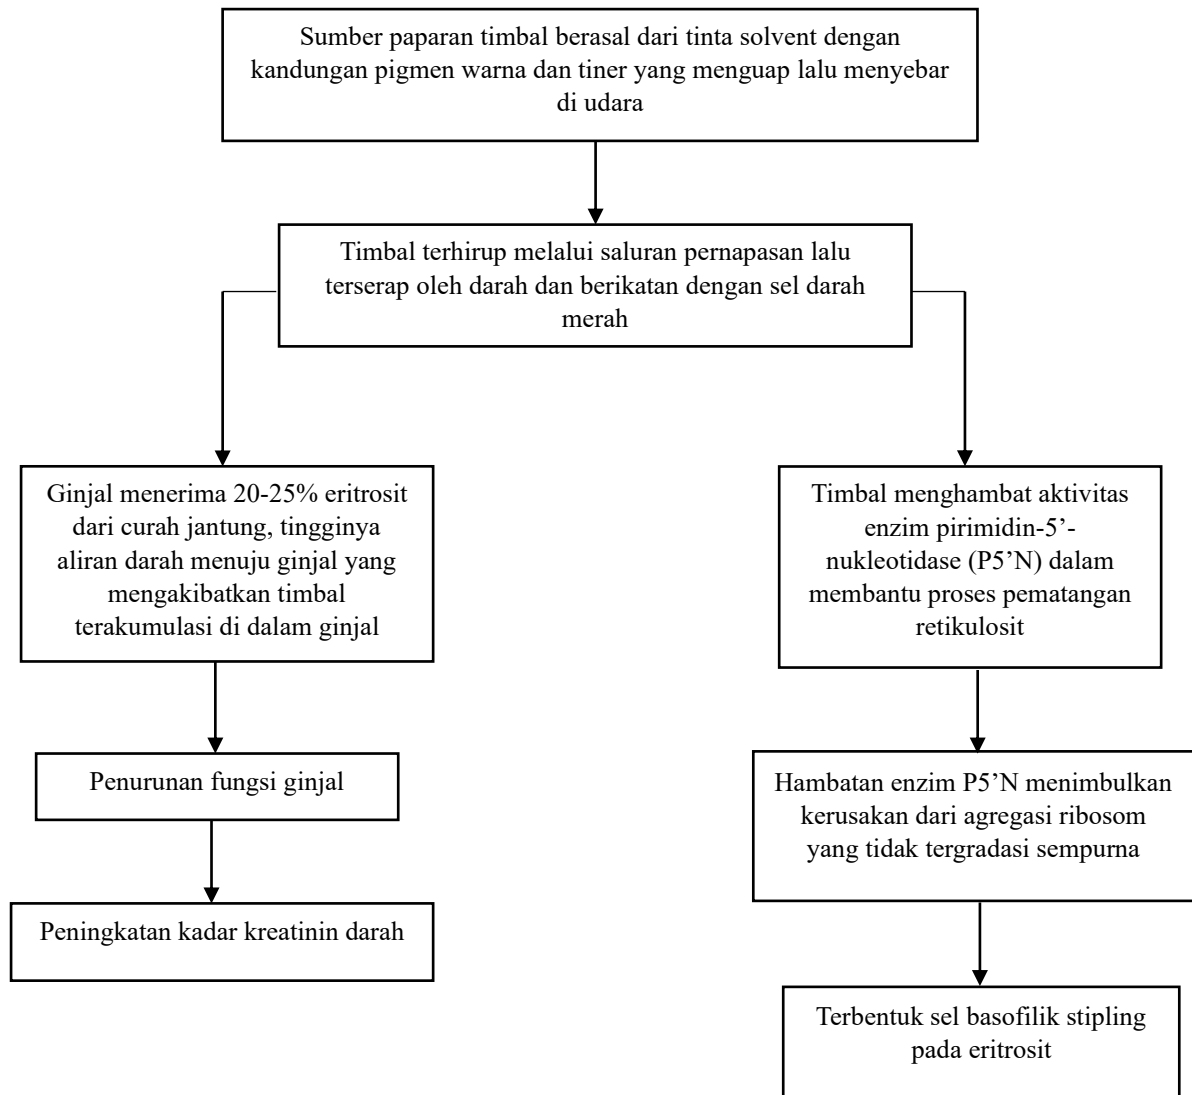 Sumber paparan timbal berasal dari tinta solvent dengan
kandungan pigmen warna dan tiner yang menguap lalu menyebar
di udara
Timbal terhirup melalui saluran pernapasan lalu
terserap oleh darah dan berikatan dengan sel darah
merah
Ginjal menerima 20-25% eritrosit
dari curah jantung, tingginya
aliran darah menuju ginjal yang
mengakibatkan timbal
terakumulasi di dalam ginjal
Penurunan fungsi ginjal
Peningkatan kadar kreatinin darah
Timbal menghambat aktivitas
enzim pirimidin-5’-
nukleotidase (P5’N) dalam
membantu proses pematangan
retikulosit
Hambatan enzim P5’N menimbulkan
kerusakan dari agregasi ribosom
yang tidak tergradasi sempurna
Terbentuk sel basofilik stipling
pada eritrosit